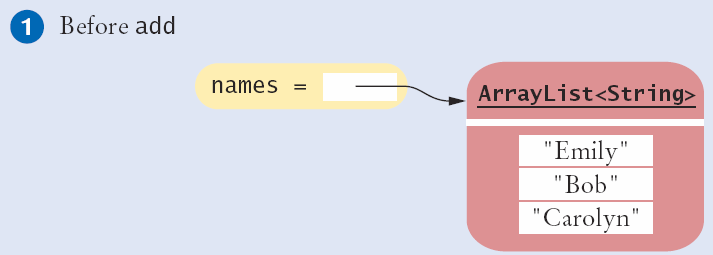 1 Before add
names =
ArrayList<String>
"Emily"
"Bob"
"Carolyn"